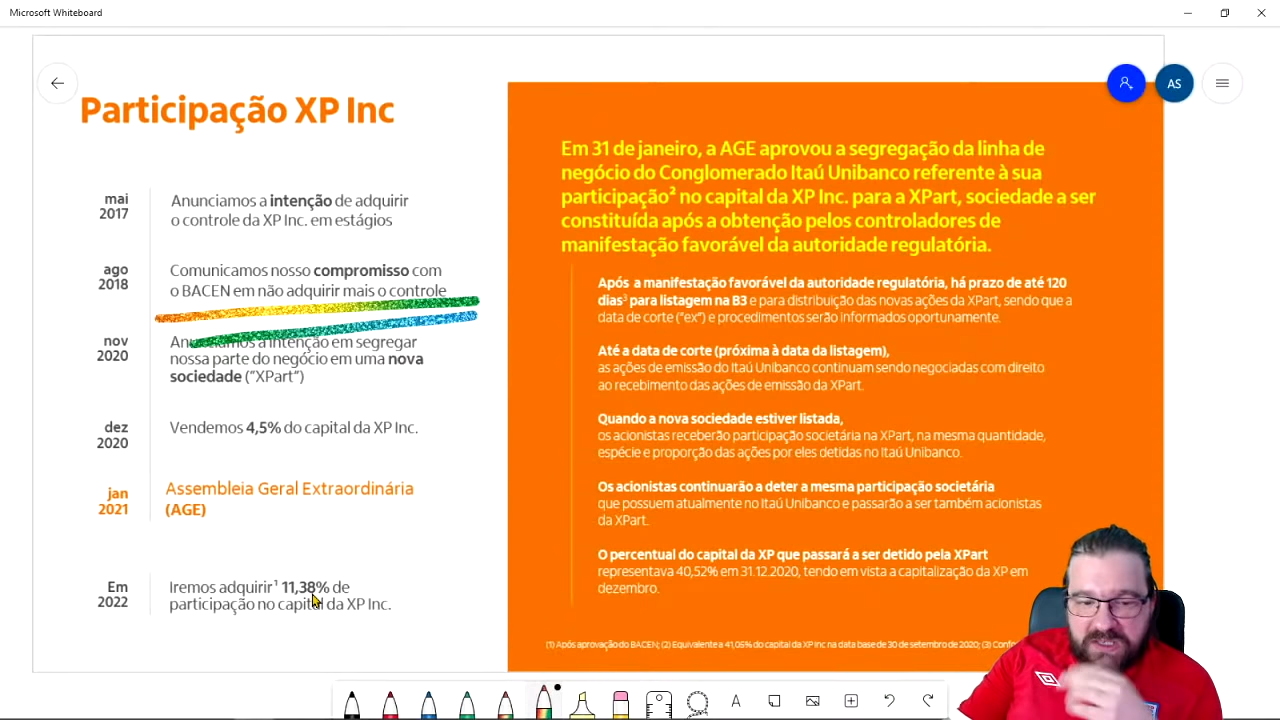 Microsoft Whiteboard
AS
Participação XP Inc
mai
2017
Anunciamos a intenção de adquirir
o controle da XP Inc. em estágios
ago
2018
Comunicamos nosso compromisso com
o BACEN em não adquirir mais o controle
nov
2020
Anunciamos a intenção em segregar
nossa parte do negócio em uma nova
sociedade ("XPart")
dez
2020
Vendemos 4,5% do capital da XP Inc.
jan
2021
Assembleia Geral Extraordinária
(AGE)
Em
2022
Iremos adquirir¹ 11,38% de
participação no capital da XP Inc.
Em 31 de janeiro, a AGE aprovou a segregação da linha de
negócio do Conglomerado Itaú Unibanco referente à sua
participação² no capital da XP Inc. para a XPart, sociedade a ser
constituída após a obtenção pelos controladores de
manifestação favorável da autoridade regulatória.
Após a manifestação favorável da autoridade regulatória, há prazo de até 120
dias³ para listagem na B3 e para distribuição das novas ações da XPart, sendo que a
data de corte ("ex") e procedimentos serão informados oportunamente.
Até a data de corte (próxima à data da listagem),
as ações de emissão do Itaú Unibanco continuam sendo negociadas com direito
ao recebimento das ações de emissão da XPart.
Quando a nova sociedade estiver listada,
os acionistas receberão participação societária na XPart, na mesma quantidade,
espécie e proporção das ações por eles detidas no Itaú Unibanco.
Os acionistas continuarão a deter a mesma participação societária
que possuem atualmente no Itaú Unibanco e passarão a ser também acionistas
da XPart.
O percentual do capital da XP que passará a ser detido pela XPart
representava 40,52% em 31.12.2020, tendo em vista a capitalização da XP em
dezembro.
(1) Após aprovação do BACEN; (2) Equivalente a 41,05% do capital da XP Inc na data base de 30 de setembro de 2020; (3)
A